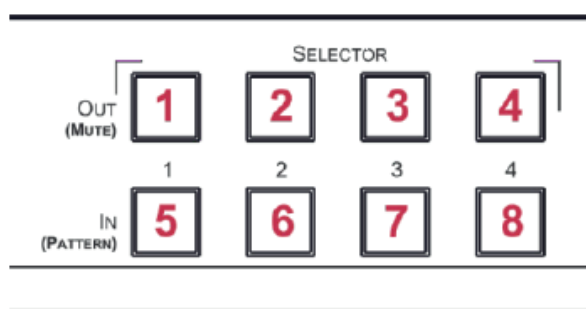 SELECTOR
OUT 1 2 3 4
(MUTE)
1 2 3 4
IN 5 6 7 8
(PATTERN)